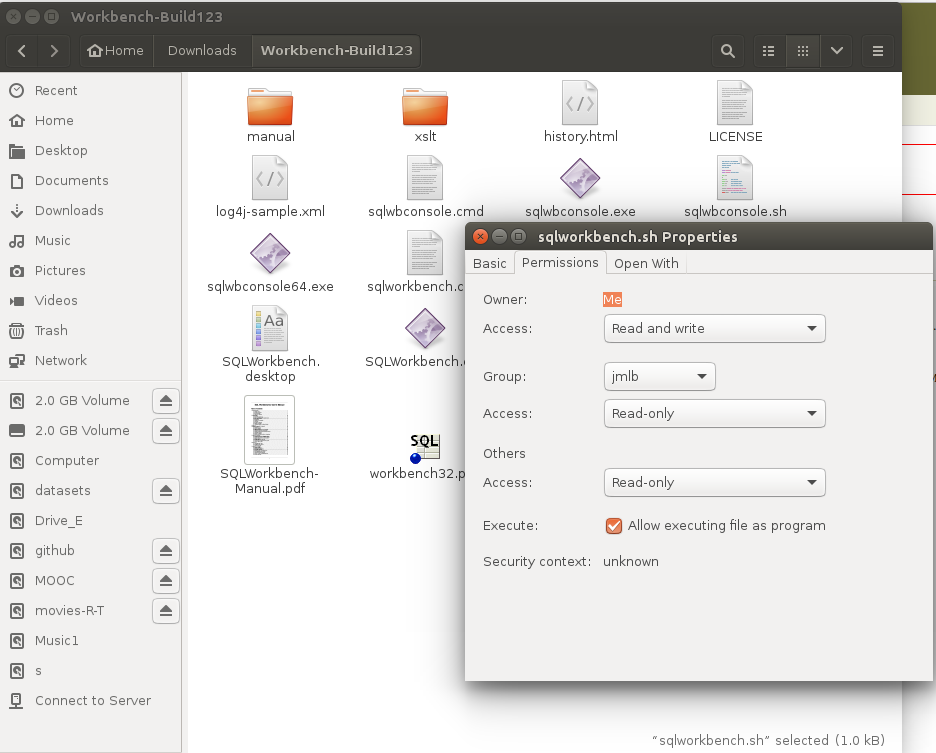 Workbench-Build123
Home
Downloads
Workbench-Build123
Recent
Home
Desktop
Documents
Downloads
Music
Pictures
Videos
Trash
Network
2.0 GB Volume
2.0 GB Volume
Computer
datasets
Drive_E
github
MOOC
movies-R-T
Music1
s
Connect to Server
manual
xslt
history.html
LICENSE
log4j-sample.xml
sqlwbconsole.cmd
sqlwbconsole.exe
sqlwbconsole.sh
sqlwbconsole64.exe
sqlworkbench.c
SQLWorkbench.
desktop
SQLWorkbench.
SQLWorkbench-
Manual.pdf
SQL
workbench32.p
sqlworkbench.sh Properties
Basic
Permissions
Open With
Owner: Me
Access: Read and write
Group: jmlb
Access: Read-only
Others
Access: Read-only
Execute: Allow executing file as program
Security context: unknown
“sqlworkbench.sh” selected (1.0 kB)